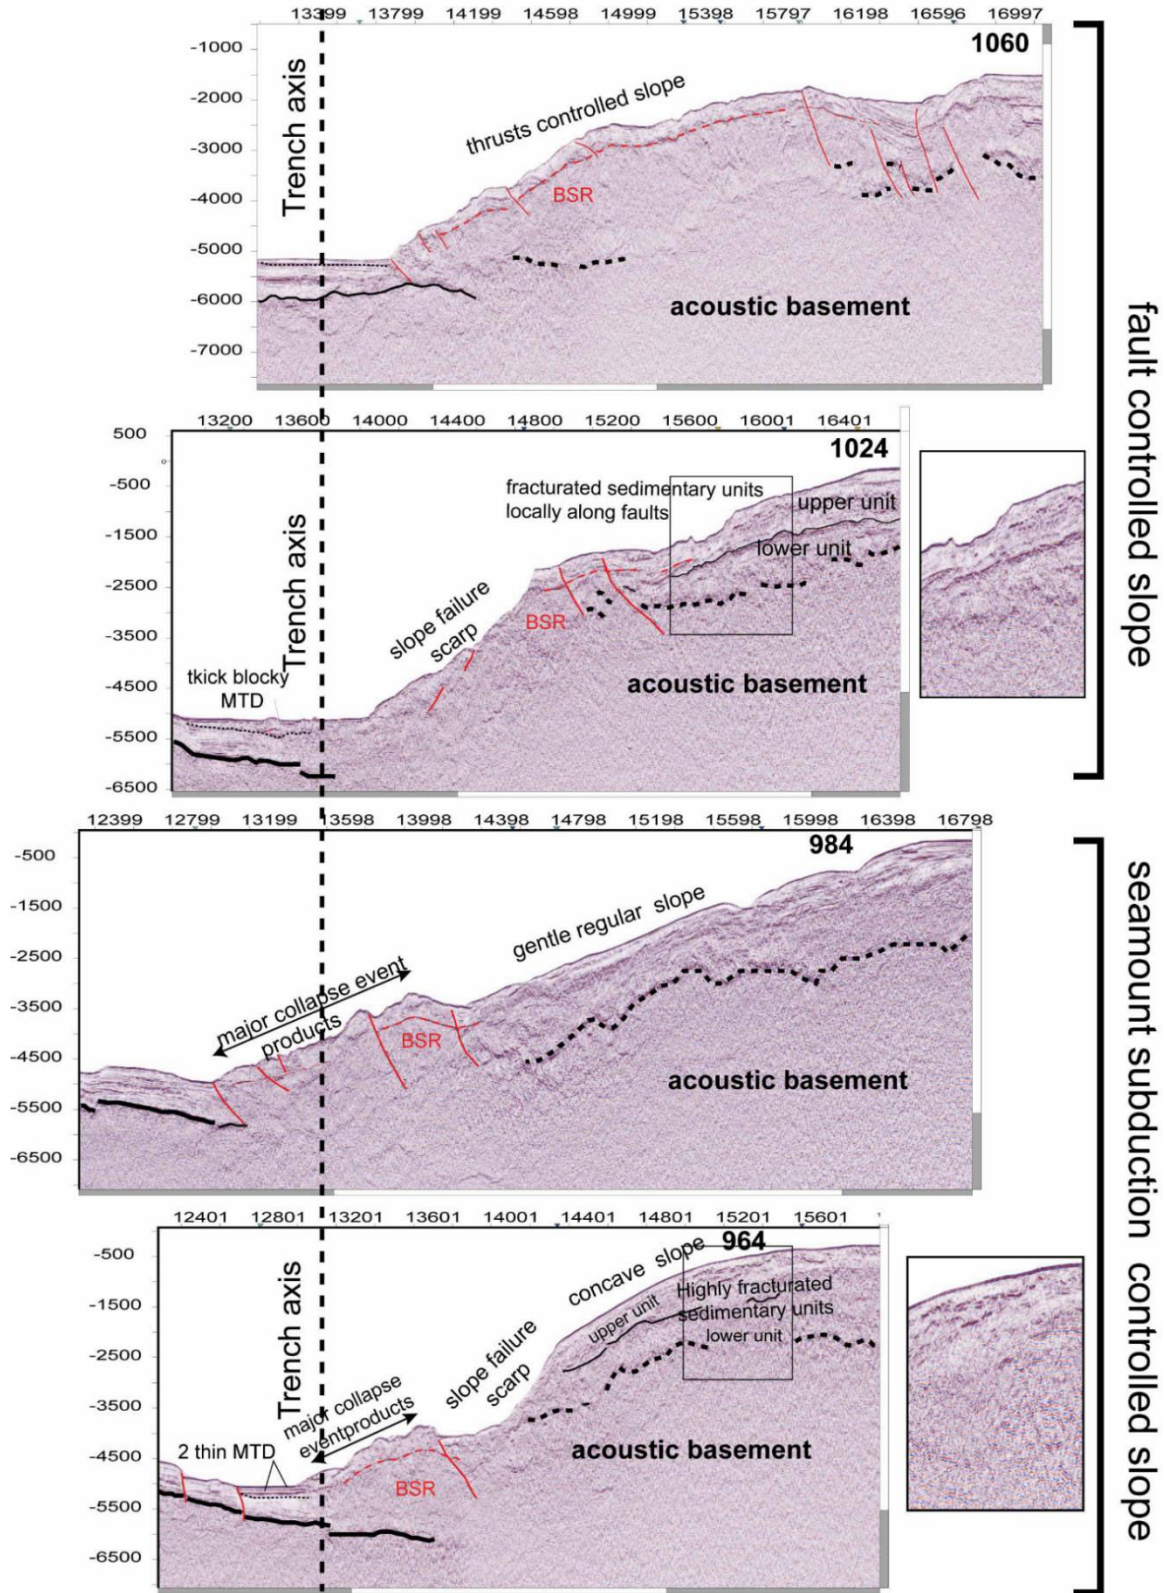 13399 13799 14199 14598 14999 15398 15797 16198 16596 16997
1060
-1000
-2000
-3000
-4000
-5000
-6000
-7000
Trench axis
thrusts controlled slope
BSR
acoustic basement
13200 13600 14000 14400 14800 15200 15600 16001 16401
1024
500
0
-500
-1500
-2500
-3500
-4500
-5500
-6500
Trench axis
fracturated sedimentary units
locally along faults
upper unit
lower unit
BSR
slope failure
scarp
tkick blocky
MTD
acoustic basement
fault controlled slope
12399 12799 13199 13598 13998 14398 14798 15198 15598 15998 16398 16798
984
-500
-1500
-2500
-3500
-4500
-5500
-6500
gentle regular slope
major collapse event
products
BSR
acoustic basement
12401 12801 13201 13601 14001 14401 14801 15201 15601
964
-500
-1500
-2500
-3500
-4500
-5500
-6500
Trench axis
concave slope
upper unit
Highly fracturated
sedimentary units
lower unit
slope failure
scarp
major collapse
eventproducts
2 thin MTD
BSR
acoustic basement
seamount subduction controlled slope